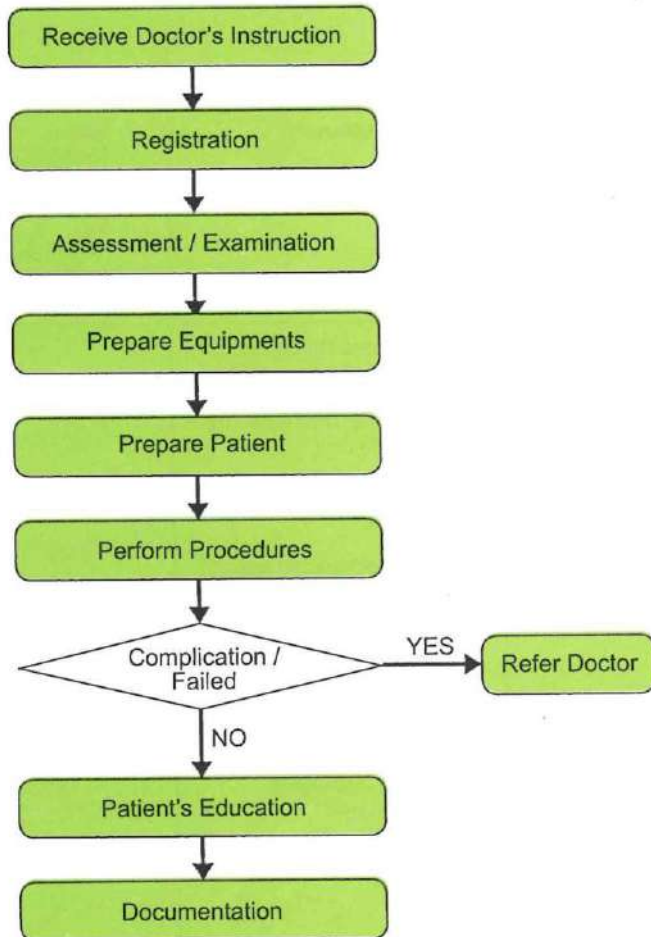 Receive Doctor's Instruction
Registration
Assessment / Examination
Prepare Equipments
Prepare Patient
Perform Procedures
Complication /
Failed
YES
Refer Doctor
NO
Patient's Education
Documentation